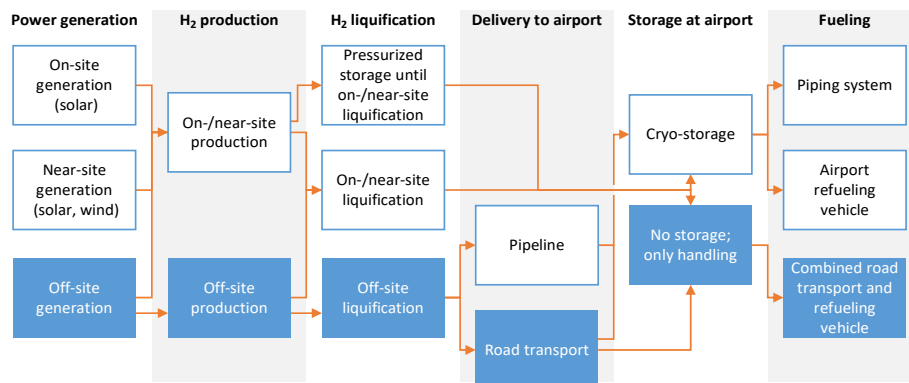 Power generation
H₂ production
H₂ liquification
Delivery to airport
Storage at airport
Fueling
On-site
generation
(solar)
Near-site
generation
(solar, wind)
Off-site
generation
On-/near-site
production
Off-site
production
Pressurized
storage until
on-/near-site
liquification
On-/near-site
liquification
Off-site
liquification
Pipeline
Road transport
Cryo-storage
No storage;
only handling
Piping system
Airport
refueling
vehicle
Combined road
transport and
refueling
vehicle